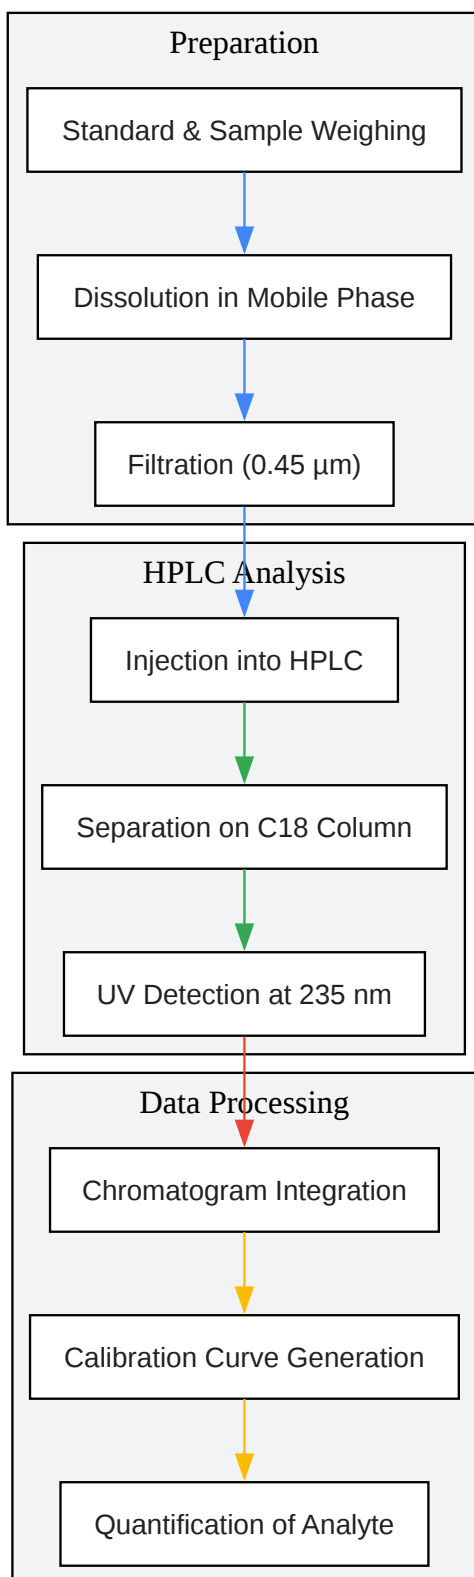 Preparation
Standard & Sample Weighing
Dissolution in Mobile Phase
Filtration (0.45 µm)
HPLC Analysis
Injection into HPLC
Separation on C18 Column
UV Detection at 235 nm
Data Processing
Chromatogram Integration
Calibration Curve Generation
Quantification of Analyte